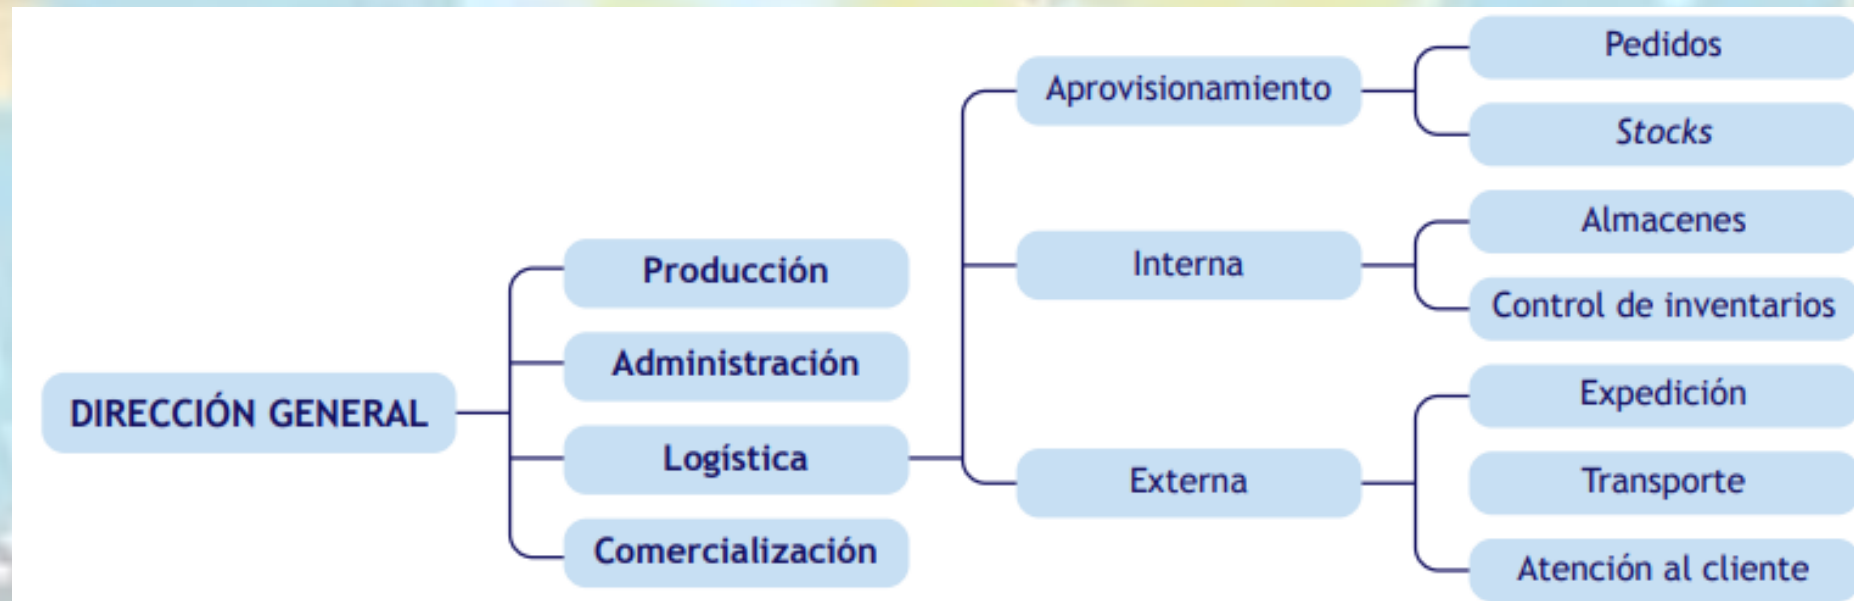 DIRECCIÓN GENERAL
Producción
Administración
Logística
Comercialización
Aprovisionamiento
Interna
Externa
Pedidos
Stocks
Almacenes
Control de inventarios
Expedición
Transporte
Atención al cliente